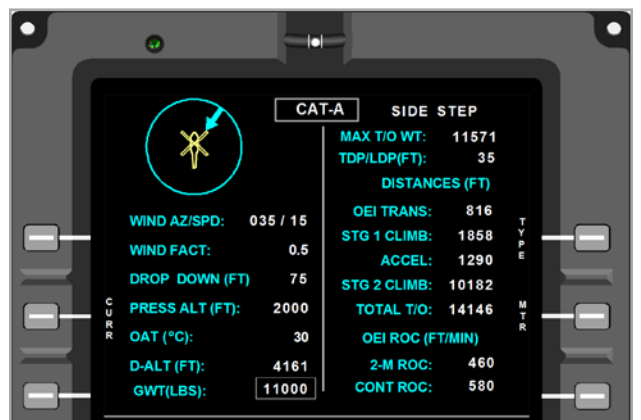 CAT-A SIDE STEP
MAX T/O WT: 11571
TDP/LDP(FT): 35
DISTANCES (FT)
WIND AZ/SPD: 035 / 15
WIND FACT: 0.5
DROP DOWN (FT) 75
PRESS ALT (FT): 2000
OAT (°C): 30
D-ALT (FT): 4161
GWT(LBS): 11000
OEI TRANS: 816
STG 1 CLIMB: 1858
ACCEL: 1290
STG 2 CLIMB: 10182
TOTAL T/O: 14146
OEI ROC (FT/MIN)
2-M ROC: 460
CONT ROC: 580
CURR
TYPE
MTR